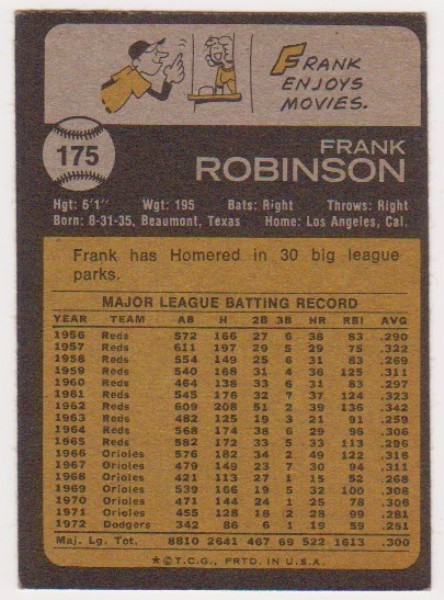 FRANK
ENJOYS
MOVIES.
175
FRANK
ROBINSON
Hgt: 6'1" Wgt: 195 Bats: Right Throws: Right
Born: 8-31-35, Beaumont, Texas Home: Los Angeles, Cal.
Frank has Homered in 30 big league
parks.
MAJOR LEAGUE BATTING RECORD
YEAR TEAM AB H 2B 3B HR RBI AVG
1956 Reds 572 166 27 6 38 83 .290
1957 Reds 611 197 29 5 29 75 .322
1958 Reds 554 149 25 6 31 83 .269
1959 Reds 540 168 31 4 36 125 .311
1960 Reds 464 138 33 6 31 83 .297
1961 Reds 545 176 32 7 37 124 .323
1962 Reds 609 208 51 2 39 136 .342
1963 Reds 482 125 19 3 21 91 .259
1964 Reds 568 174 38 6 29 96 .306
1965 Reds 582 172 33 5 33 113 .296
1966 Orioles 576 182 34 2 49 122 .316
1967 Orioles 479 149 23 7 30 94 .311
1968 Orioles 421 113 27 1 15 52 .268
1969 Orioles 539 166 19 5 32 100 .308
1970 Orioles 471 144 24 1 25 78 .306
1971 Orioles 455 128 16 2 28 99 .281
1972 Dodgers 342 86 6 1 19 59 .251
Maj. Lg. Tot. 8810 2641 467 69 522 1613 .300
★©T.C.G., PRTD. IN U.S.A.